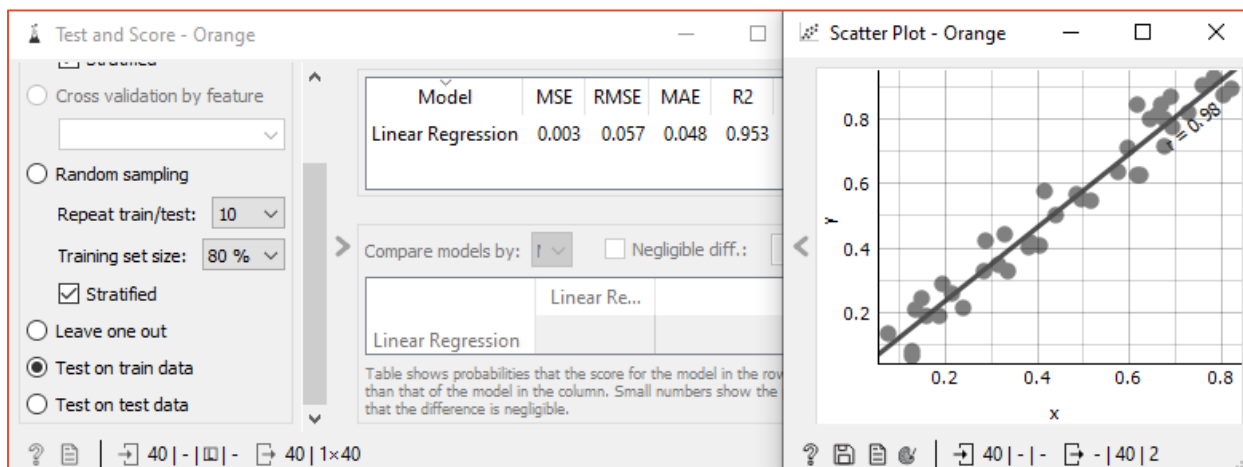 Test and Score - Orange
Stratified
Cross validation by feature
Random sampling
Repeat train/test: 10
Training set size: 80 %
Stratified
Leave one out
Test on train data
Test on test data
40 | - | - 40 | 1×40
Model MSE RMSE MAE R2
Linear Regression 0.003 0.057 0.048 0.953
Compare models by: Negligible diff.:
Linear Re...
Linear Regression
Table shows probabilities that the score for the model in the row
than that of the model in the column. Small numbers show the
that the difference is negligible.
Scatter Plot - Orange
r = 0.98
0.8
0.6
Y
0.4
0.2
0.2 0.4 0.6 0.8
x
40 | - | - - | 40 | 2